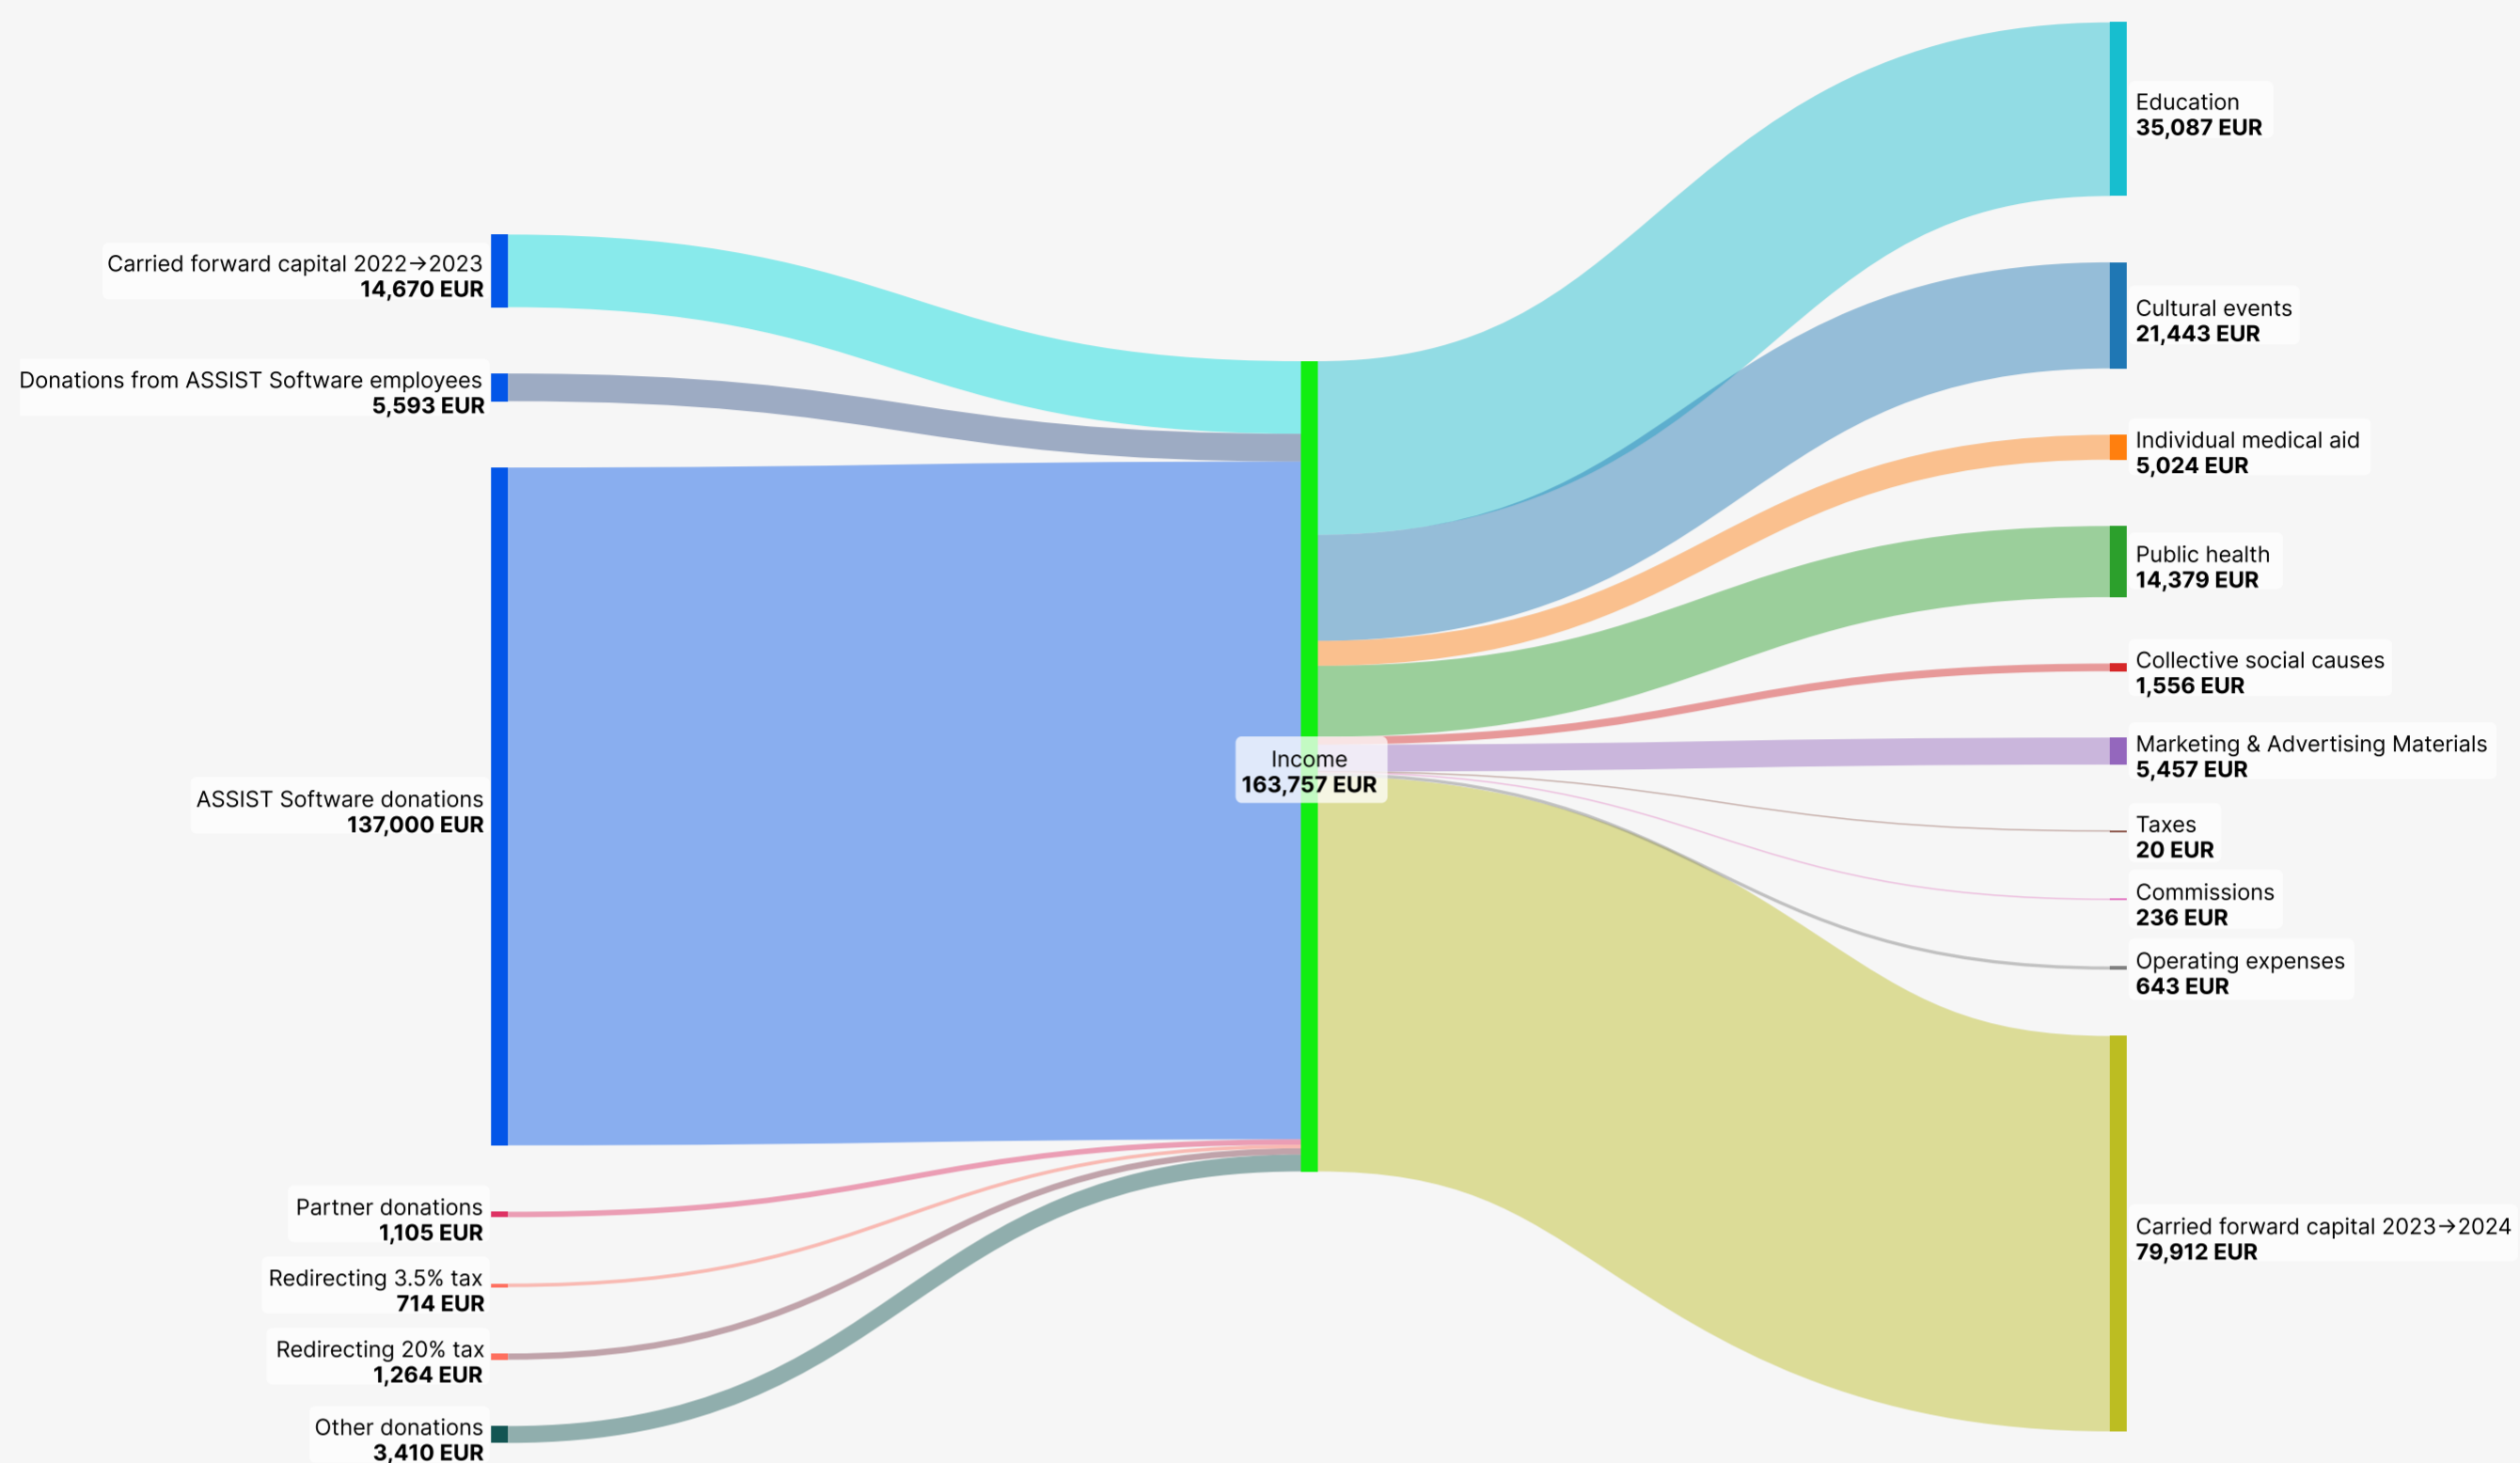 Carried forward capital 2022→2023
14,670 EUR
Donations from ASSIST Software employees
5,593 EUR
ASSIST Software donations
137,000 EUR
Partner donations
1,105 EUR
Redirecting 3.5% tax
714 EUR
Redirecting 20% tax
1,264 EUR
Other donations
3,410 EUR
Income
163,757 EUR
Education
35,087 EUR
Cultural events
21,443 EUR
Individual medical aid
5,024 EUR
Public health
14,379 EUR
Collective social causes
1,556 EUR
Marketing & Advertising Materials
5,457 EUR
Taxes
20 EUR
Commissions
236 EUR
Operating expenses
643 EUR
Carried forward capital 2023→2024
79,912 EUR